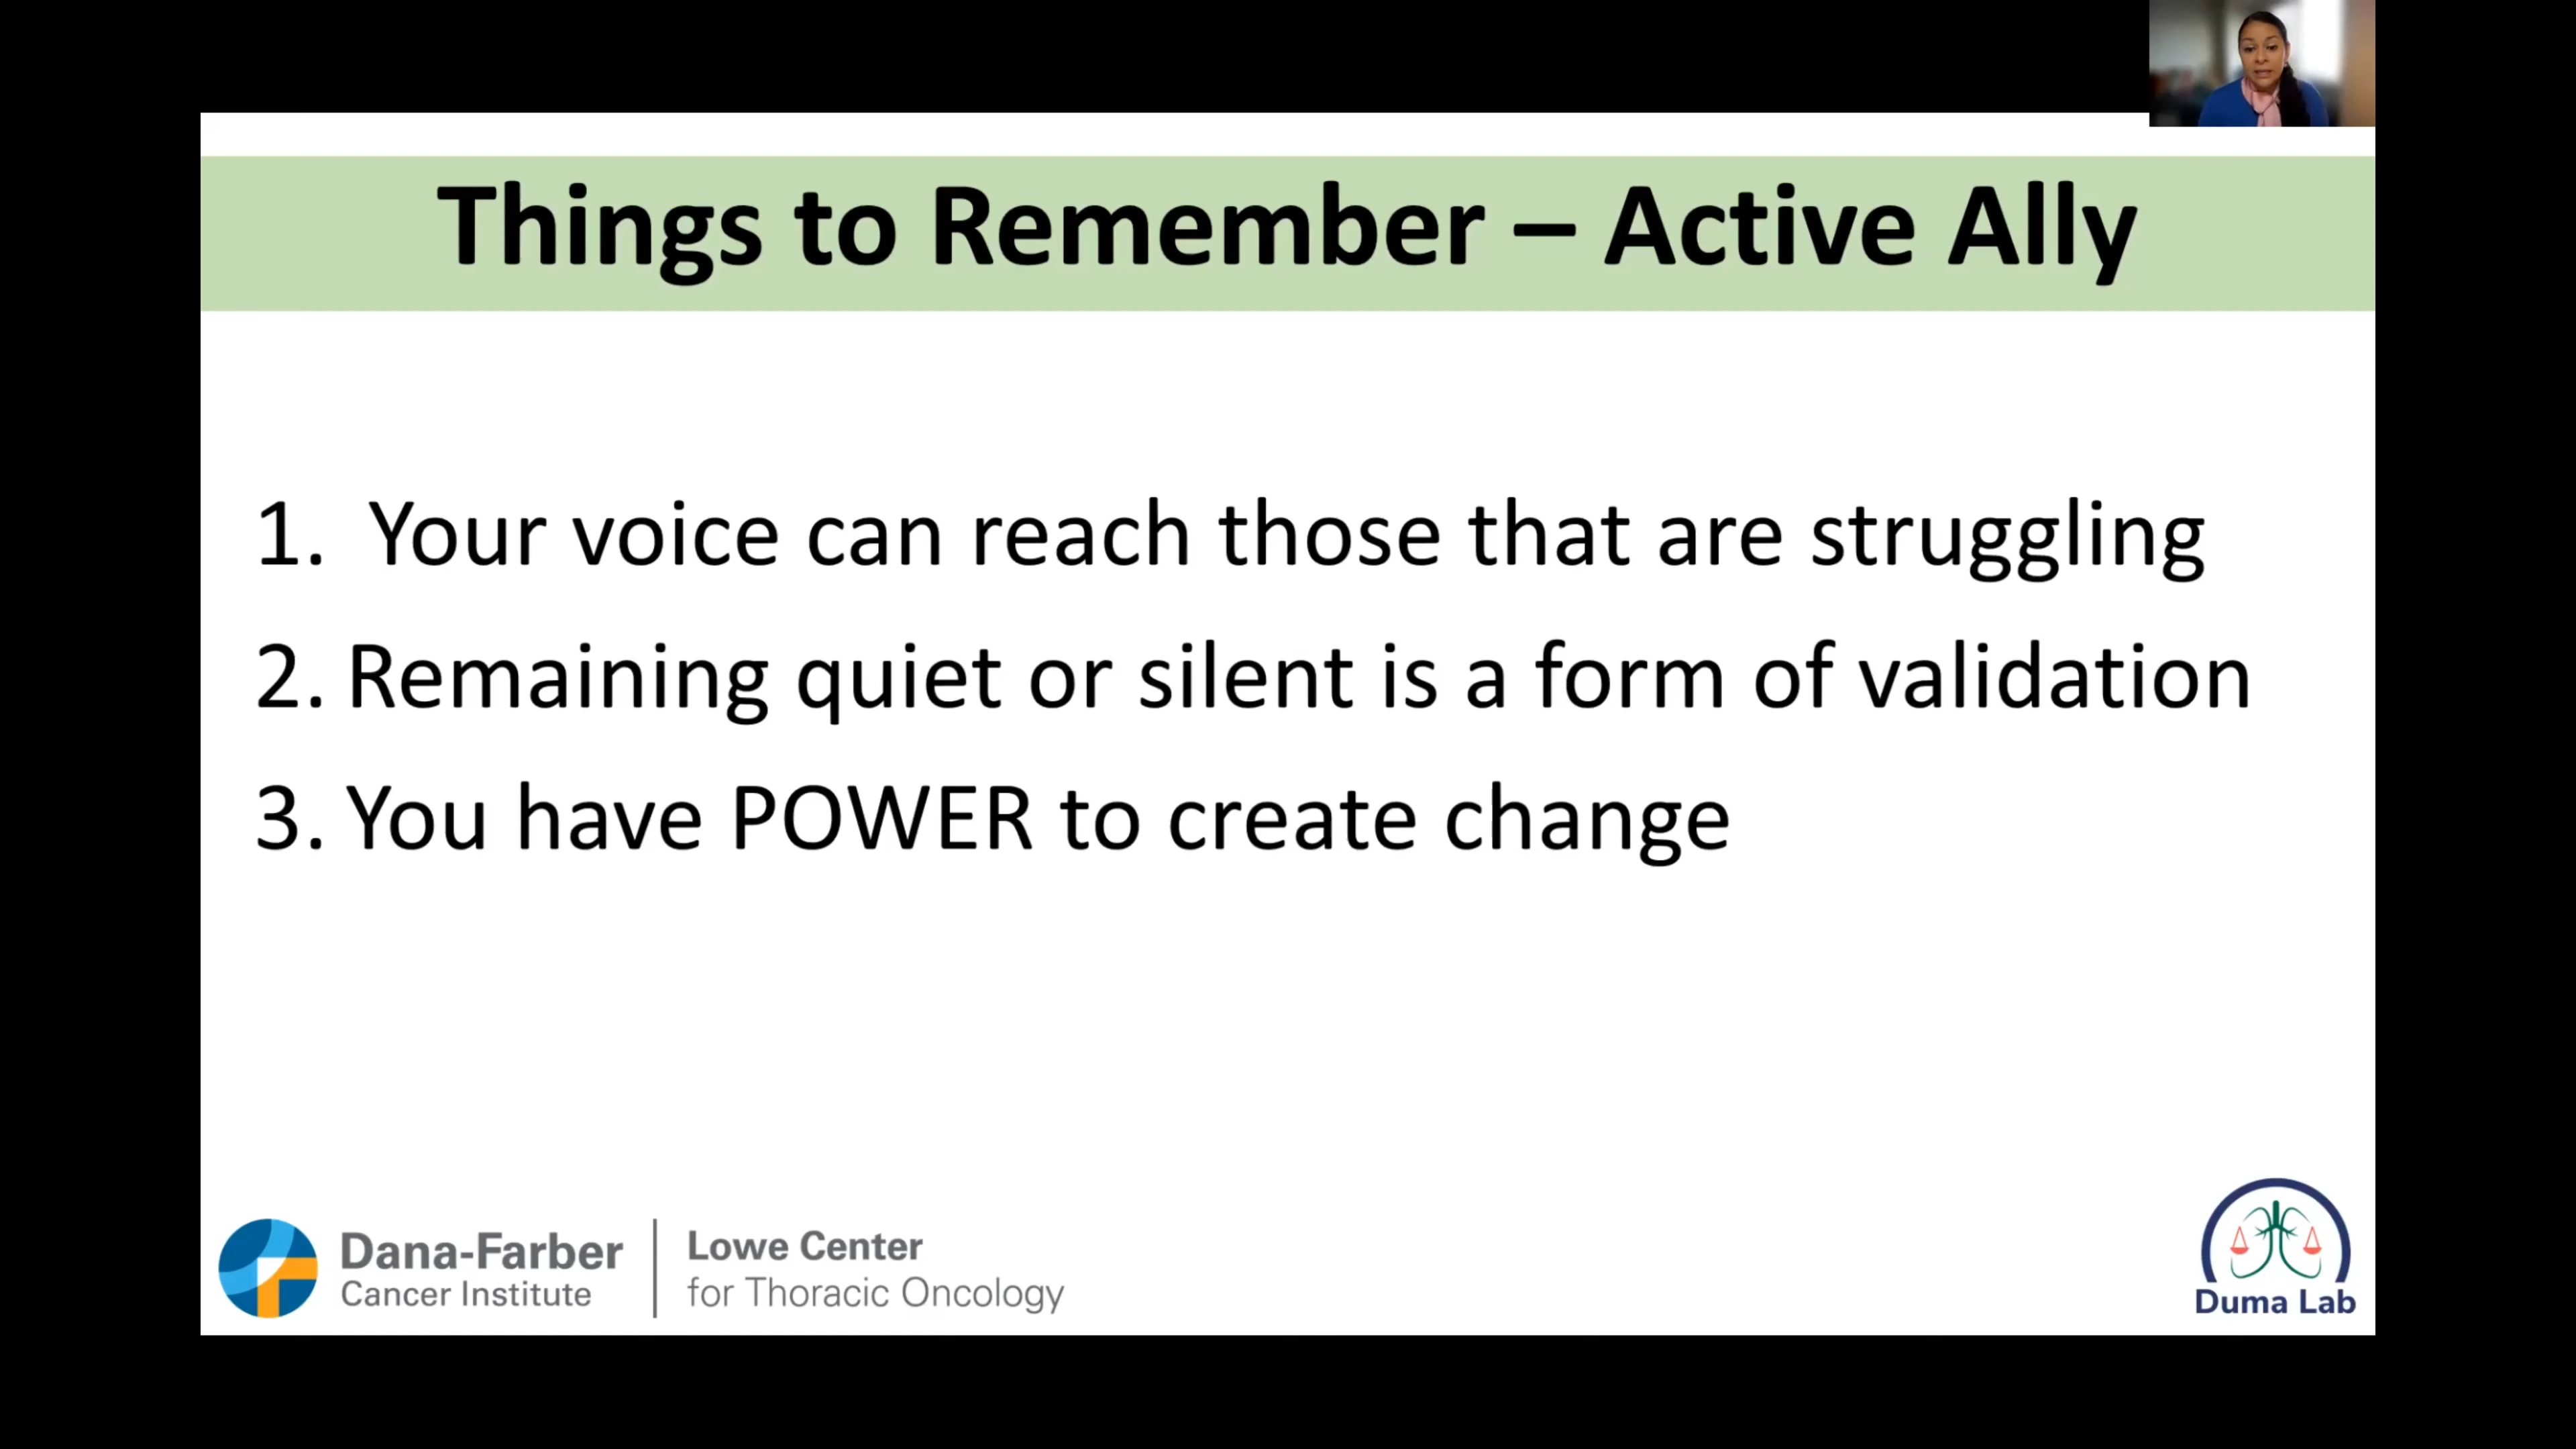 Things to Remember – Active Ally
1. Your voice can reach those that are struggling
2. Remaining quiet or silent is a form of validation
3. You have POWER to create change
Dana-Farber
Cancer Institute
Lowe Center
for Thoracic Oncology
Duma Lab